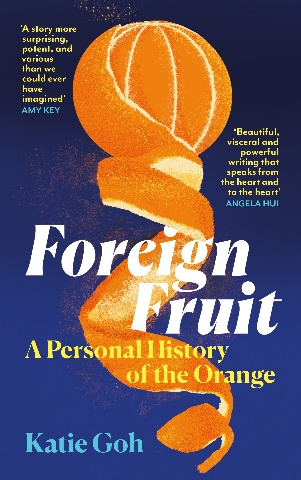 'A story more
surprising,
potent, and
various
than we
could ever
have
imagined'
AMY KEY
'Beautiful,
visceral and
powerful
writing that
speaks from
the heart and
to the heart'
ANGELA HUI
Foreign
Fruit
A Personal History
of the Orange
Katie Goh